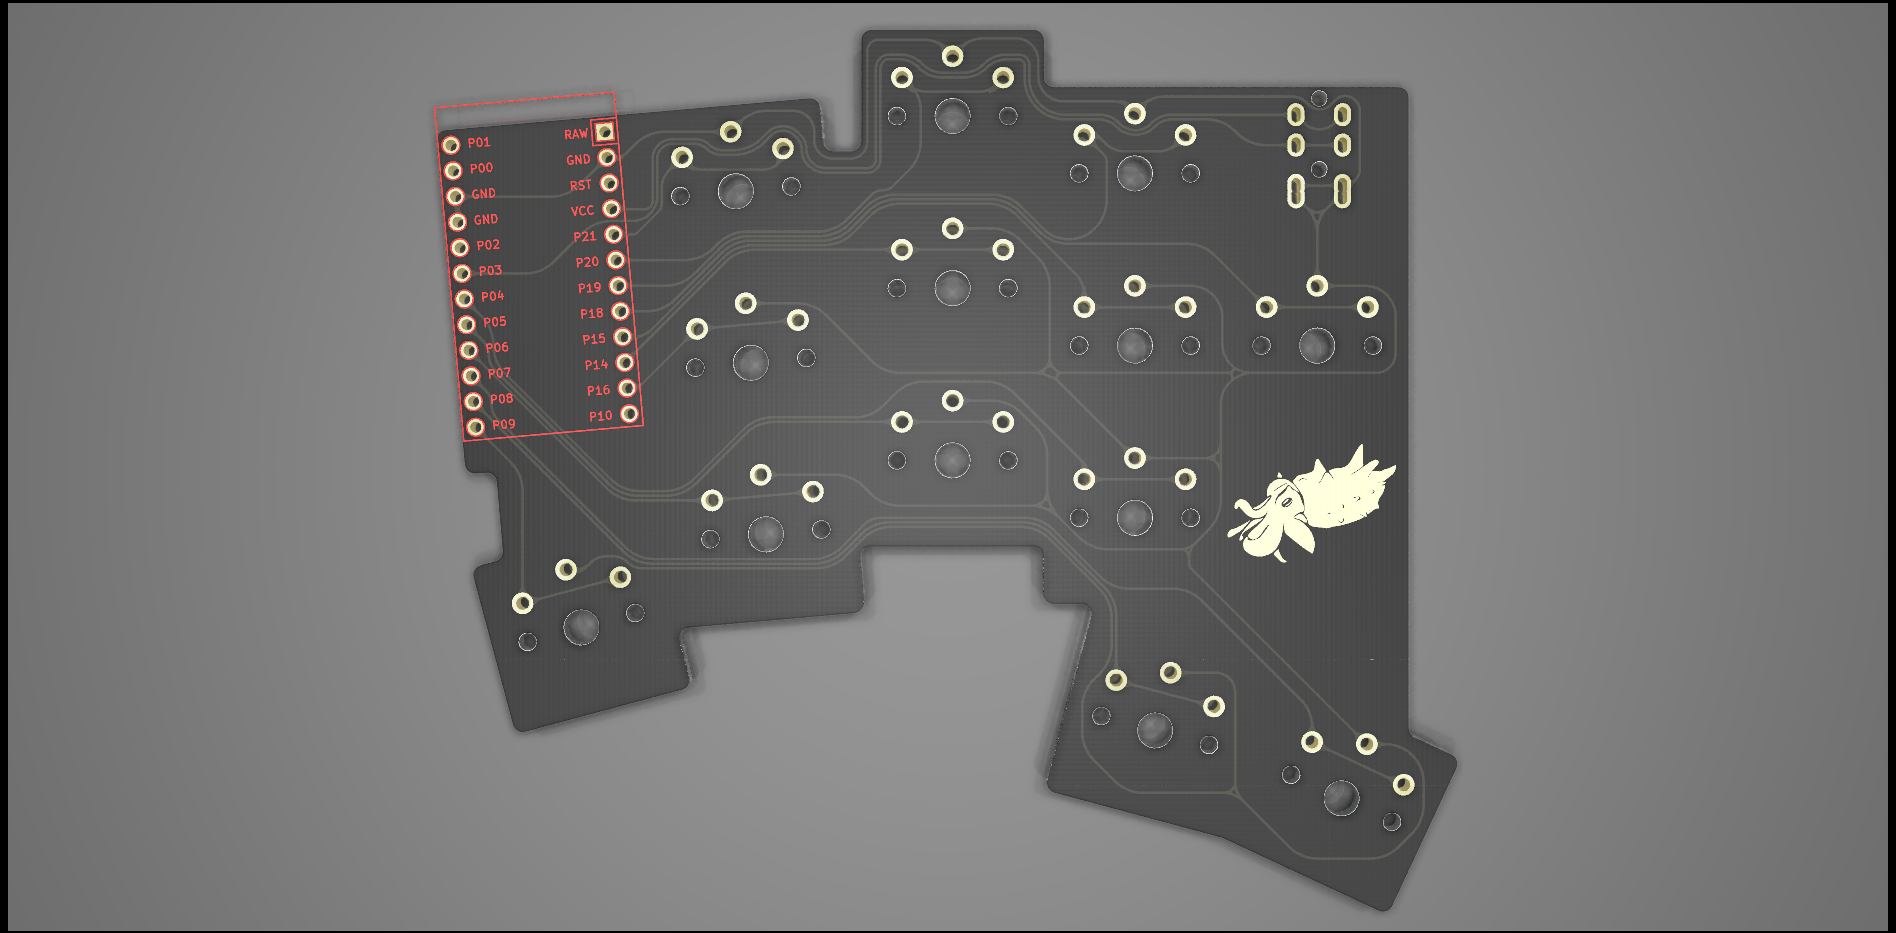 P01 RAW
P00 GND
GND RST
GND VCC
P02 P21
P03 P20
P04 P19
P05 P18
P06 P15
P07 P14
P08 P16
P09 P10